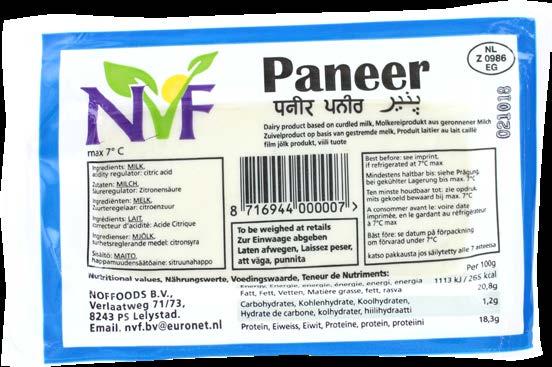 NVF
max 7° C
Paneer
पनीर ਪਨੀਰ پنیر
Dairy product based on curdled milk, Molkereiprodukt aus geronnener Milch
Zuivelproduct op basis van gestremde melk, Produit laitier au lait caillé
film jölk produkt, viili tuote
NL
Z 0986
EG
021018
Ingredients: MILK,
acidity regulator: citric acid
Zutaten: MILCH,
Saureregulator: Zitronensäure
Ingrediënten: MELK,
Zuurteregelaar: citroenzuur
Ingrédients: LAIT,
correcteur d'acidité: Acide Citrique
Ingredienser: MJÖLK,
surhetsreglerande medel: citronsyra
Sisältö: MAITO,
happamuudensäätöaine: sitruunahappo
8 716944 000007 >
To be weighed at retails
Zur Einwaage abgeben
Laten afwegen, Laissez peser,
att väga, punnita
Best before: see imprint,
if refrigerated at 7°C max
Mindestens haltbar bis: siehe Prägung
bei gekühlter Lagerung bis max. 7°C
Ten minste houdbaar tot: zie opdruk,
mits gekoeld bewaard bij max. 7°C
A consommer avant le: voire date
imprimée, en le gardant au réfrigérateur
à 7°C max
Bäst före: se datum på förpackning
om förvarad under 7°C
katso pakkausta jos säilytetty alle 7 asteessa
Nutritional values, Nährungswerte, Voedingswaarde, Teneur de Nutriments:
Per 100g
1113 kJ / 265 kcal
Fatt, Fett, Vetten, Matière grasse, fett, rasva 20,8g
Carbohydrates, Kohlenhydrate, Koolhydraten, 1,2g
Hydrate de carbone, kolhydrater, hiilihydraatti
Protein, Eiweiss, Eiwit, Proteine, protein, proteiini 18,3g
NOFFOODS B.V.,
Verlaatweg 71/73,
8243 PS Lelystad.
Email. nvf.bv@euronet.nl